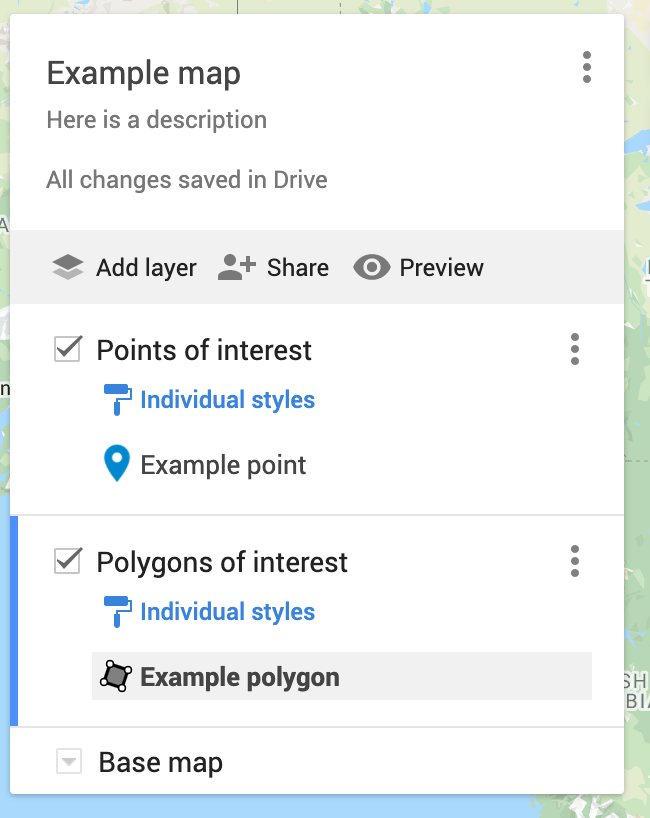 Example map
Here is a description
All changes saved in Drive
Add layer Share Preview
Points of interest
Individual styles
Example point
Polygons of interest
Individual styles
Example polygon
Base map